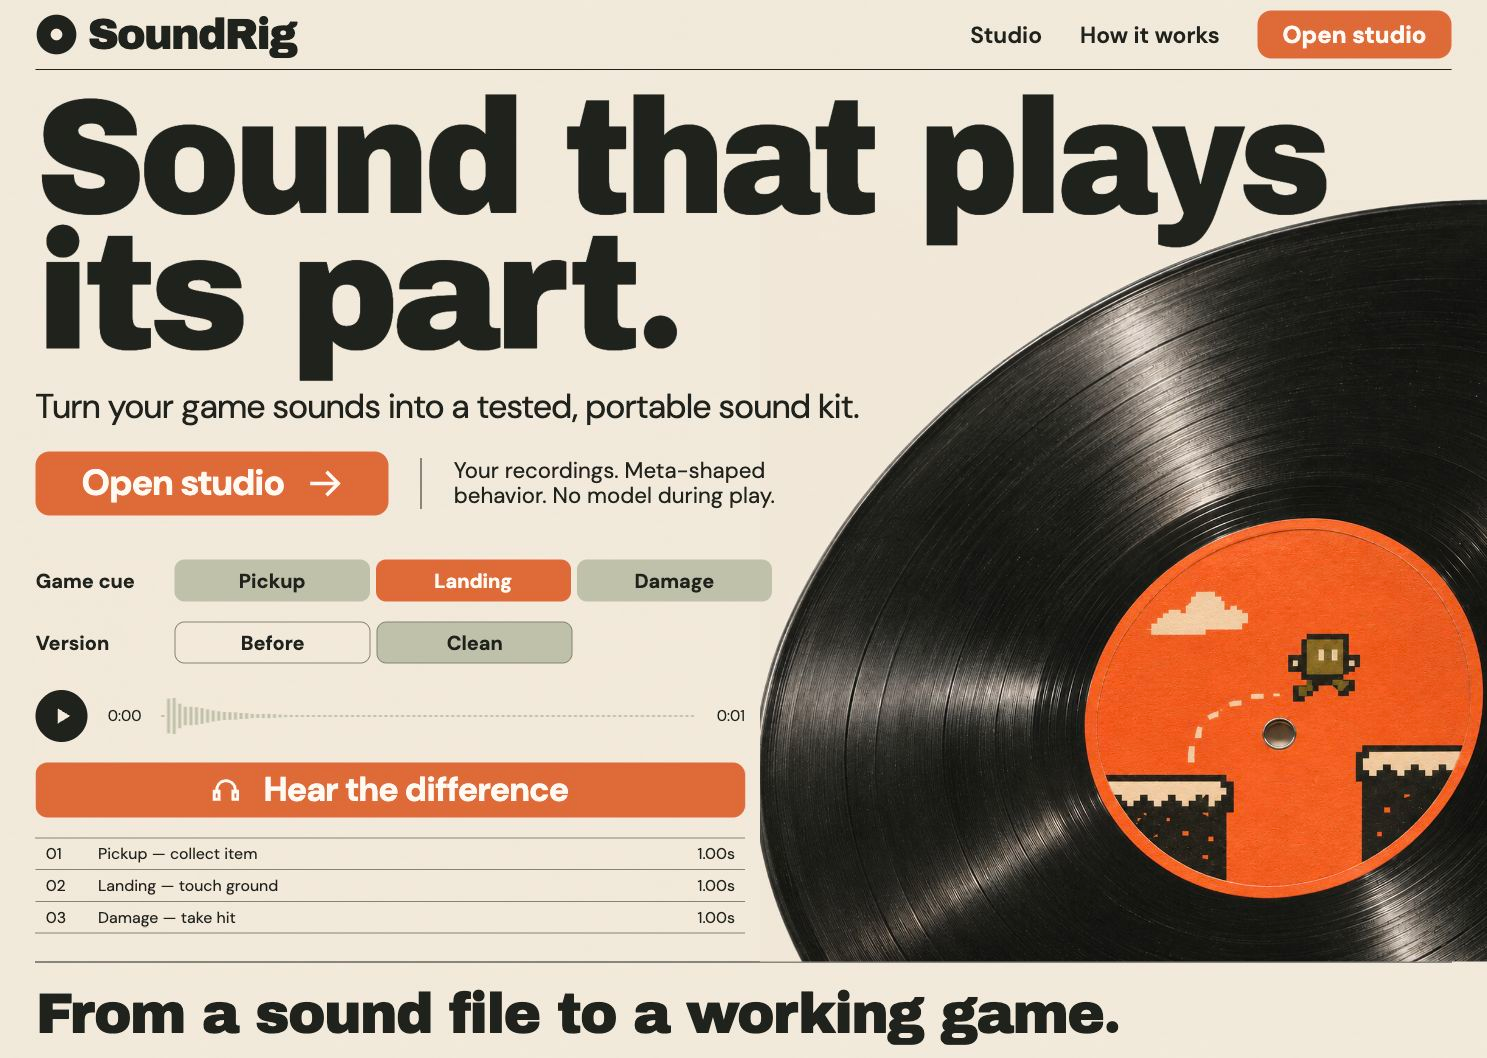 SoundRig
Studio
How it works
Open studio
Sound that plays
its part.
Turn your game sounds into a tested, portable sound kit.
Open studio →
Your recordings. Meta-shaped
behavior. No model during play.
Game cue
Pickup
Landing
Damage
Version
Before
Clean
0:00
0:01
Hear the difference
01 Pickup — collect item 1.00s
02 Landing — touch ground 1.00s
03 Damage — take hit 1.00s
From a sound file to a working game.